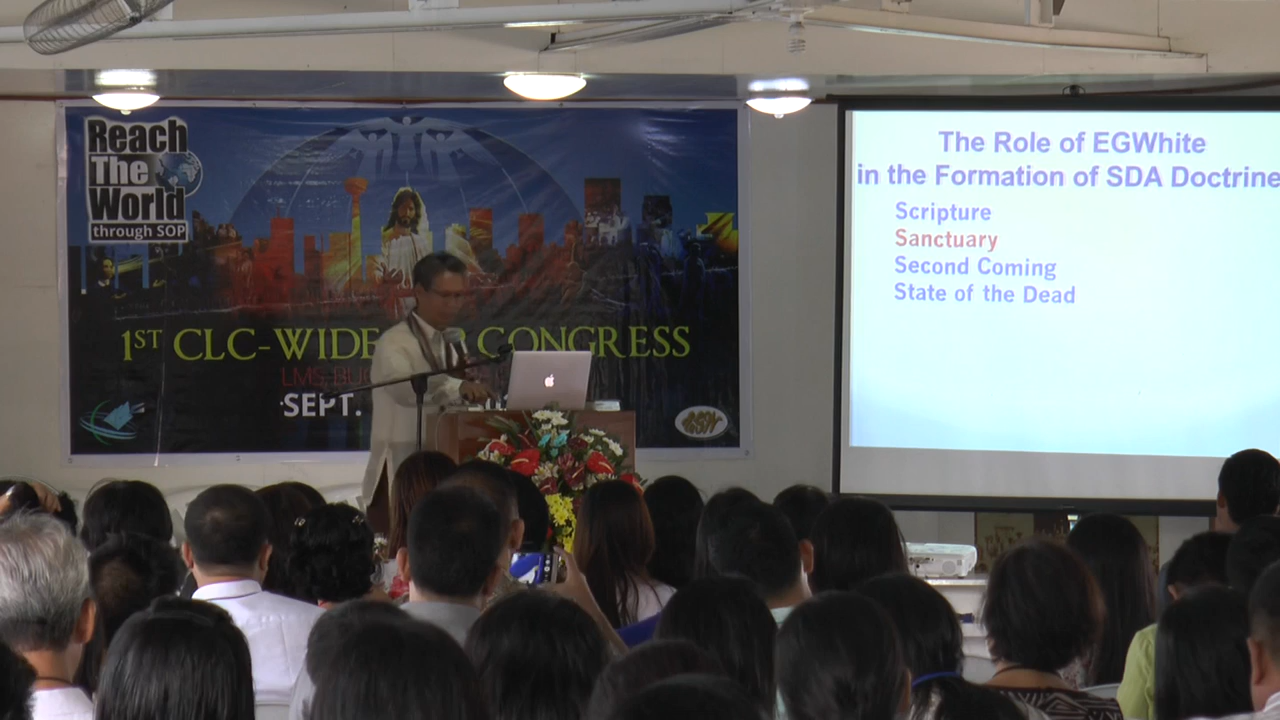 Reach
The
World
through SOP
1ST CLC-WIDE CONGRESS
LMS
SEPT.
The Role of EGWhite
in the Formation of SDA Doctrine
Scripture
Sanctuary
Second Coming
State of the Dead